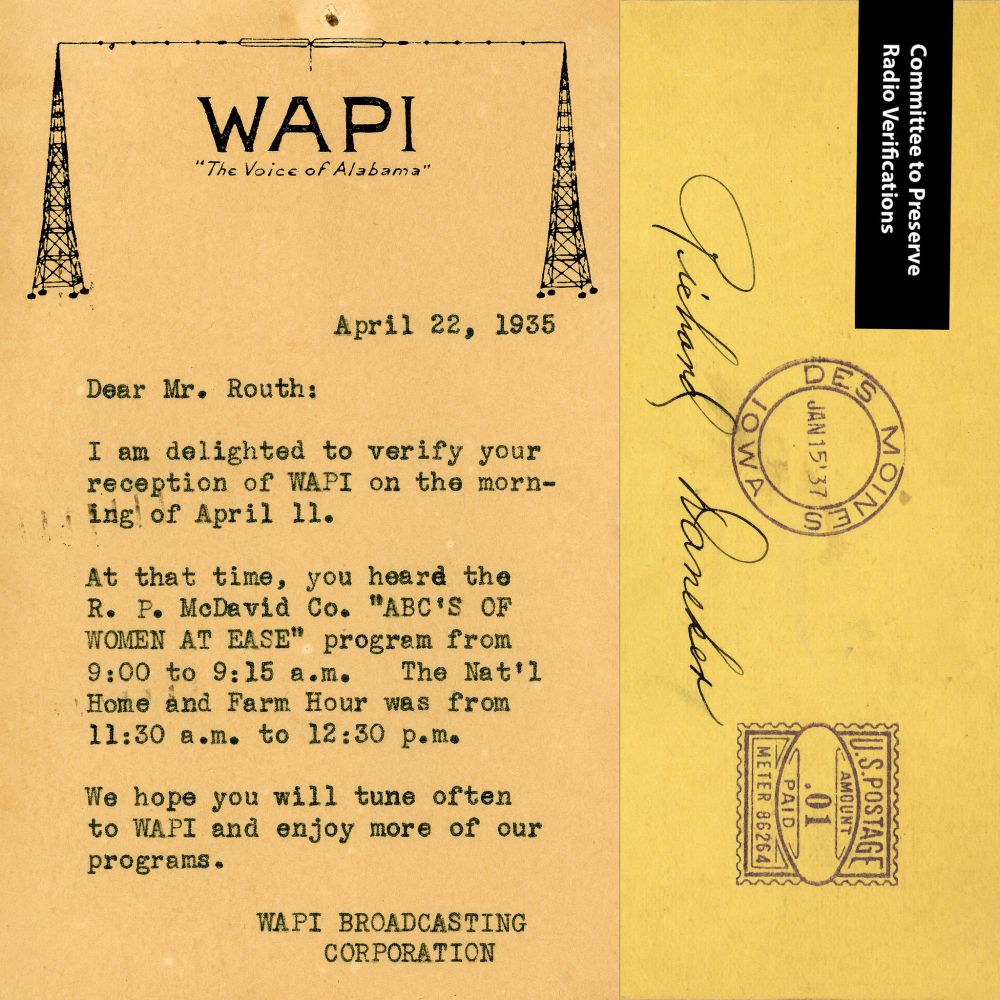 WAPI
"The Voice of Alabama"
April 22, 1935
Dear Mr. Routh:
I am delighted to verify your
reception of WAPI on the morn-
ing of April 11.
At that time, you heard the
R. P. McDavid Co. "ABC'S OF
WOMEN AT EASE" program from
9:00 to 9:15 a.m. The Nat'l
Home and Farm Hour was from
11:30 a.m. to 12:30 p.m.
We hope you will tune often
to WAPI and enjoy more of our
programs.
WAPI BROADCASTING
CORPORATION
Committee to Preserve
Radio Verifications
Richard
DES MOINES
IOWA
JAN 15 '37
U.S. POSTAGE
AMOUNT
.01
PAID
METER 86264